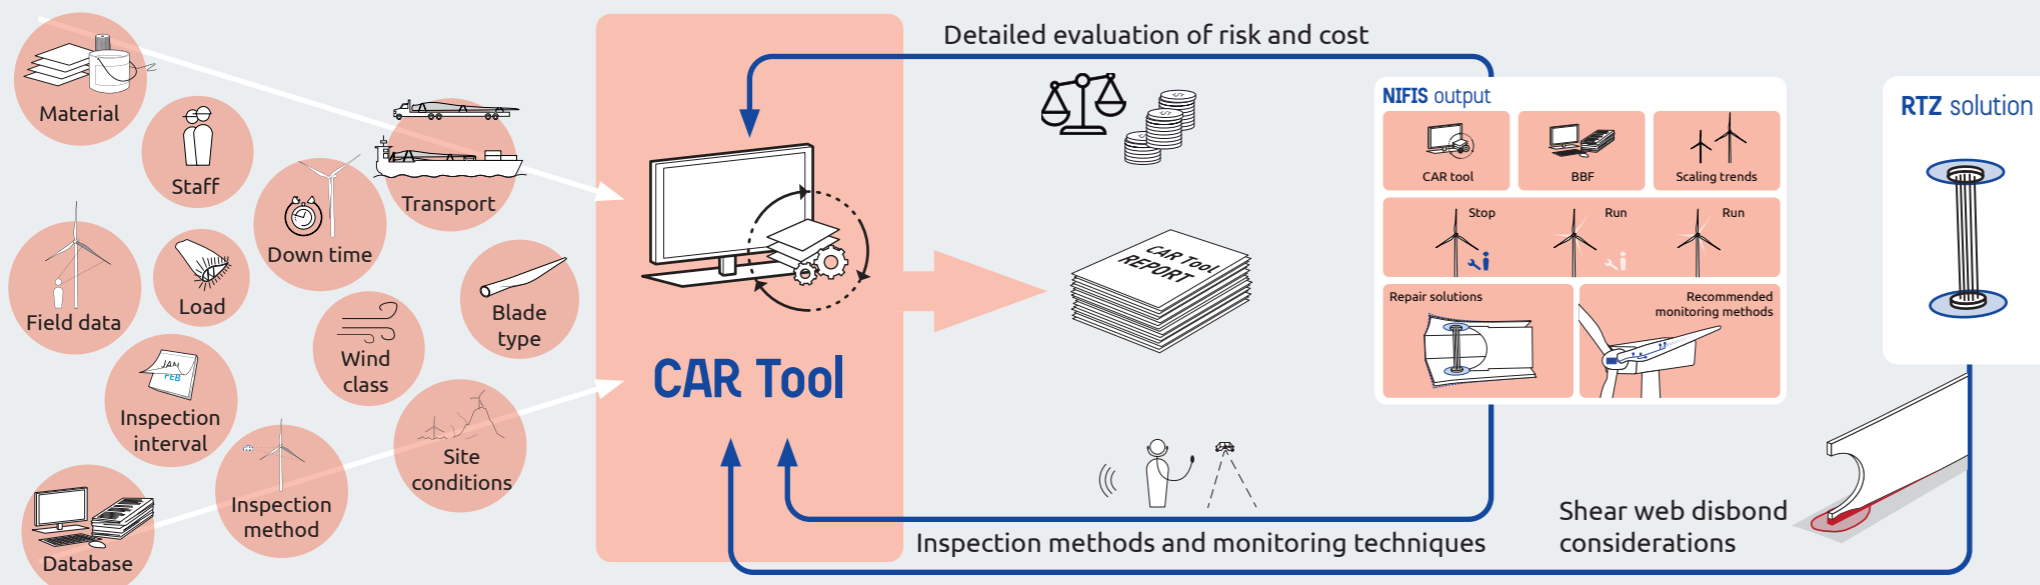 Material
Staff
Down time
Transport
Field data
Load
Wind
class
Blade
type
JAN
FEB
Inspection
interval
Inspection
method
Site
conditions
Database
CAR Tool
Detailed evaluation of risk and cost
CAR Tool
REPORT
Inspection methods and monitoring techniques
NIFIS output
CAR tool
BBF
Scaling trends
Stop
Run
Run
Repair solutions
Recommended
monitoring methods
RTZ solution
Shear web disbond
considerations